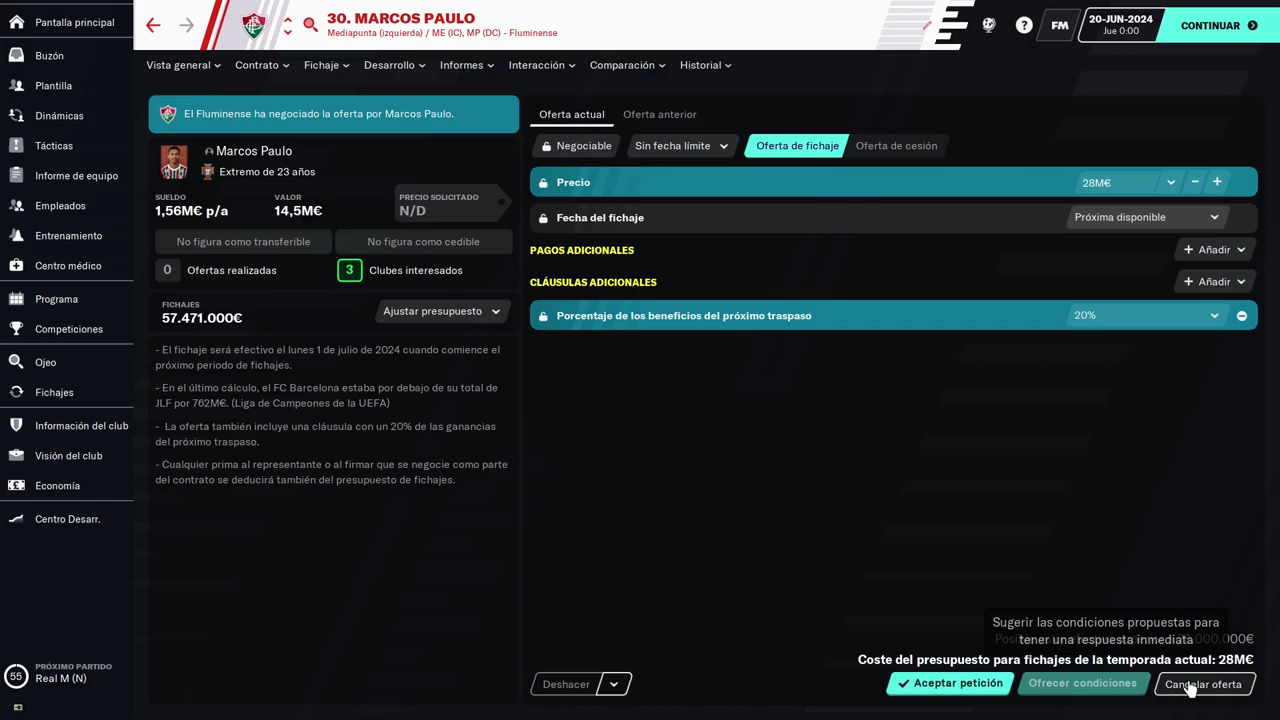 Pantalla principal
Buzón
Plantilla
Dinámicas
Tácticas
Informe de equipo
Empleados
Entrenamiento
Centro médico
Programa
Competiciones
Ojeo
Fichajes
Información del club
Visión del club
Economía
Centro Desarr.
55
PRÓXIMO PARTIDO
Real M (N)
30. MARCOS PAULO
Mediapunta (izquierda) / ME (IC), MP (DC) - Fluminense
?
FM
20-JUN-2024
Jue 0:00
CONTINUAR
Vista general
Contrato
Fichaje
Desarrollo
Informes
Interacción
Comparación
Historial
El Fluminense ha negociado la oferta por Marcos Paulo.
Marcos Paulo
Extremo de 23 años
SUELDO
1,56M€ p/a
VALOR
14,5M€
PRECIO SOLICITADO
N/D
No figura como transferible
No figura como cedible
0 Ofertas realizadas
3 Clubes interesados
FICHAJES
57.471.000€
Ajustar presupuesto
- El fichaje será efectivo el lunes 1 de julio de 2024 cuando comience el
próximo periodo de fichajes.
- En el último cálculo, el FC Barcelona estaba por debajo de su total de
JLF por 762M€. (Liga de Campeones de la UEFA)
- La oferta también incluye una cláusula con un 20% de las ganancias
del próximo traspaso.
- Cualquier prima al representante o al firmar que se negocie como parte
del contrato se deducirá también del presupuesto de fichajes.
Oferta actual
Oferta anterior
Negociable
Sin fecha límite
Oferta de fichaje
Oferta de cesión
Precio
28M€
Fecha del fichaje
Próxima disponible
PAGOS ADICIONALES
Añadir
CLÁUSULAS ADICIONALES
Añadir
Porcentaje de los beneficios del próximo traspaso
20%
Sugerir las condiciones propuestas para
tener una respuesta inmediata
Coste del presupuesto para fichajes de la temporada actual: 28M€
Deshacer
Aceptar petición
Ofrecer condiciones
Cancelar oferta